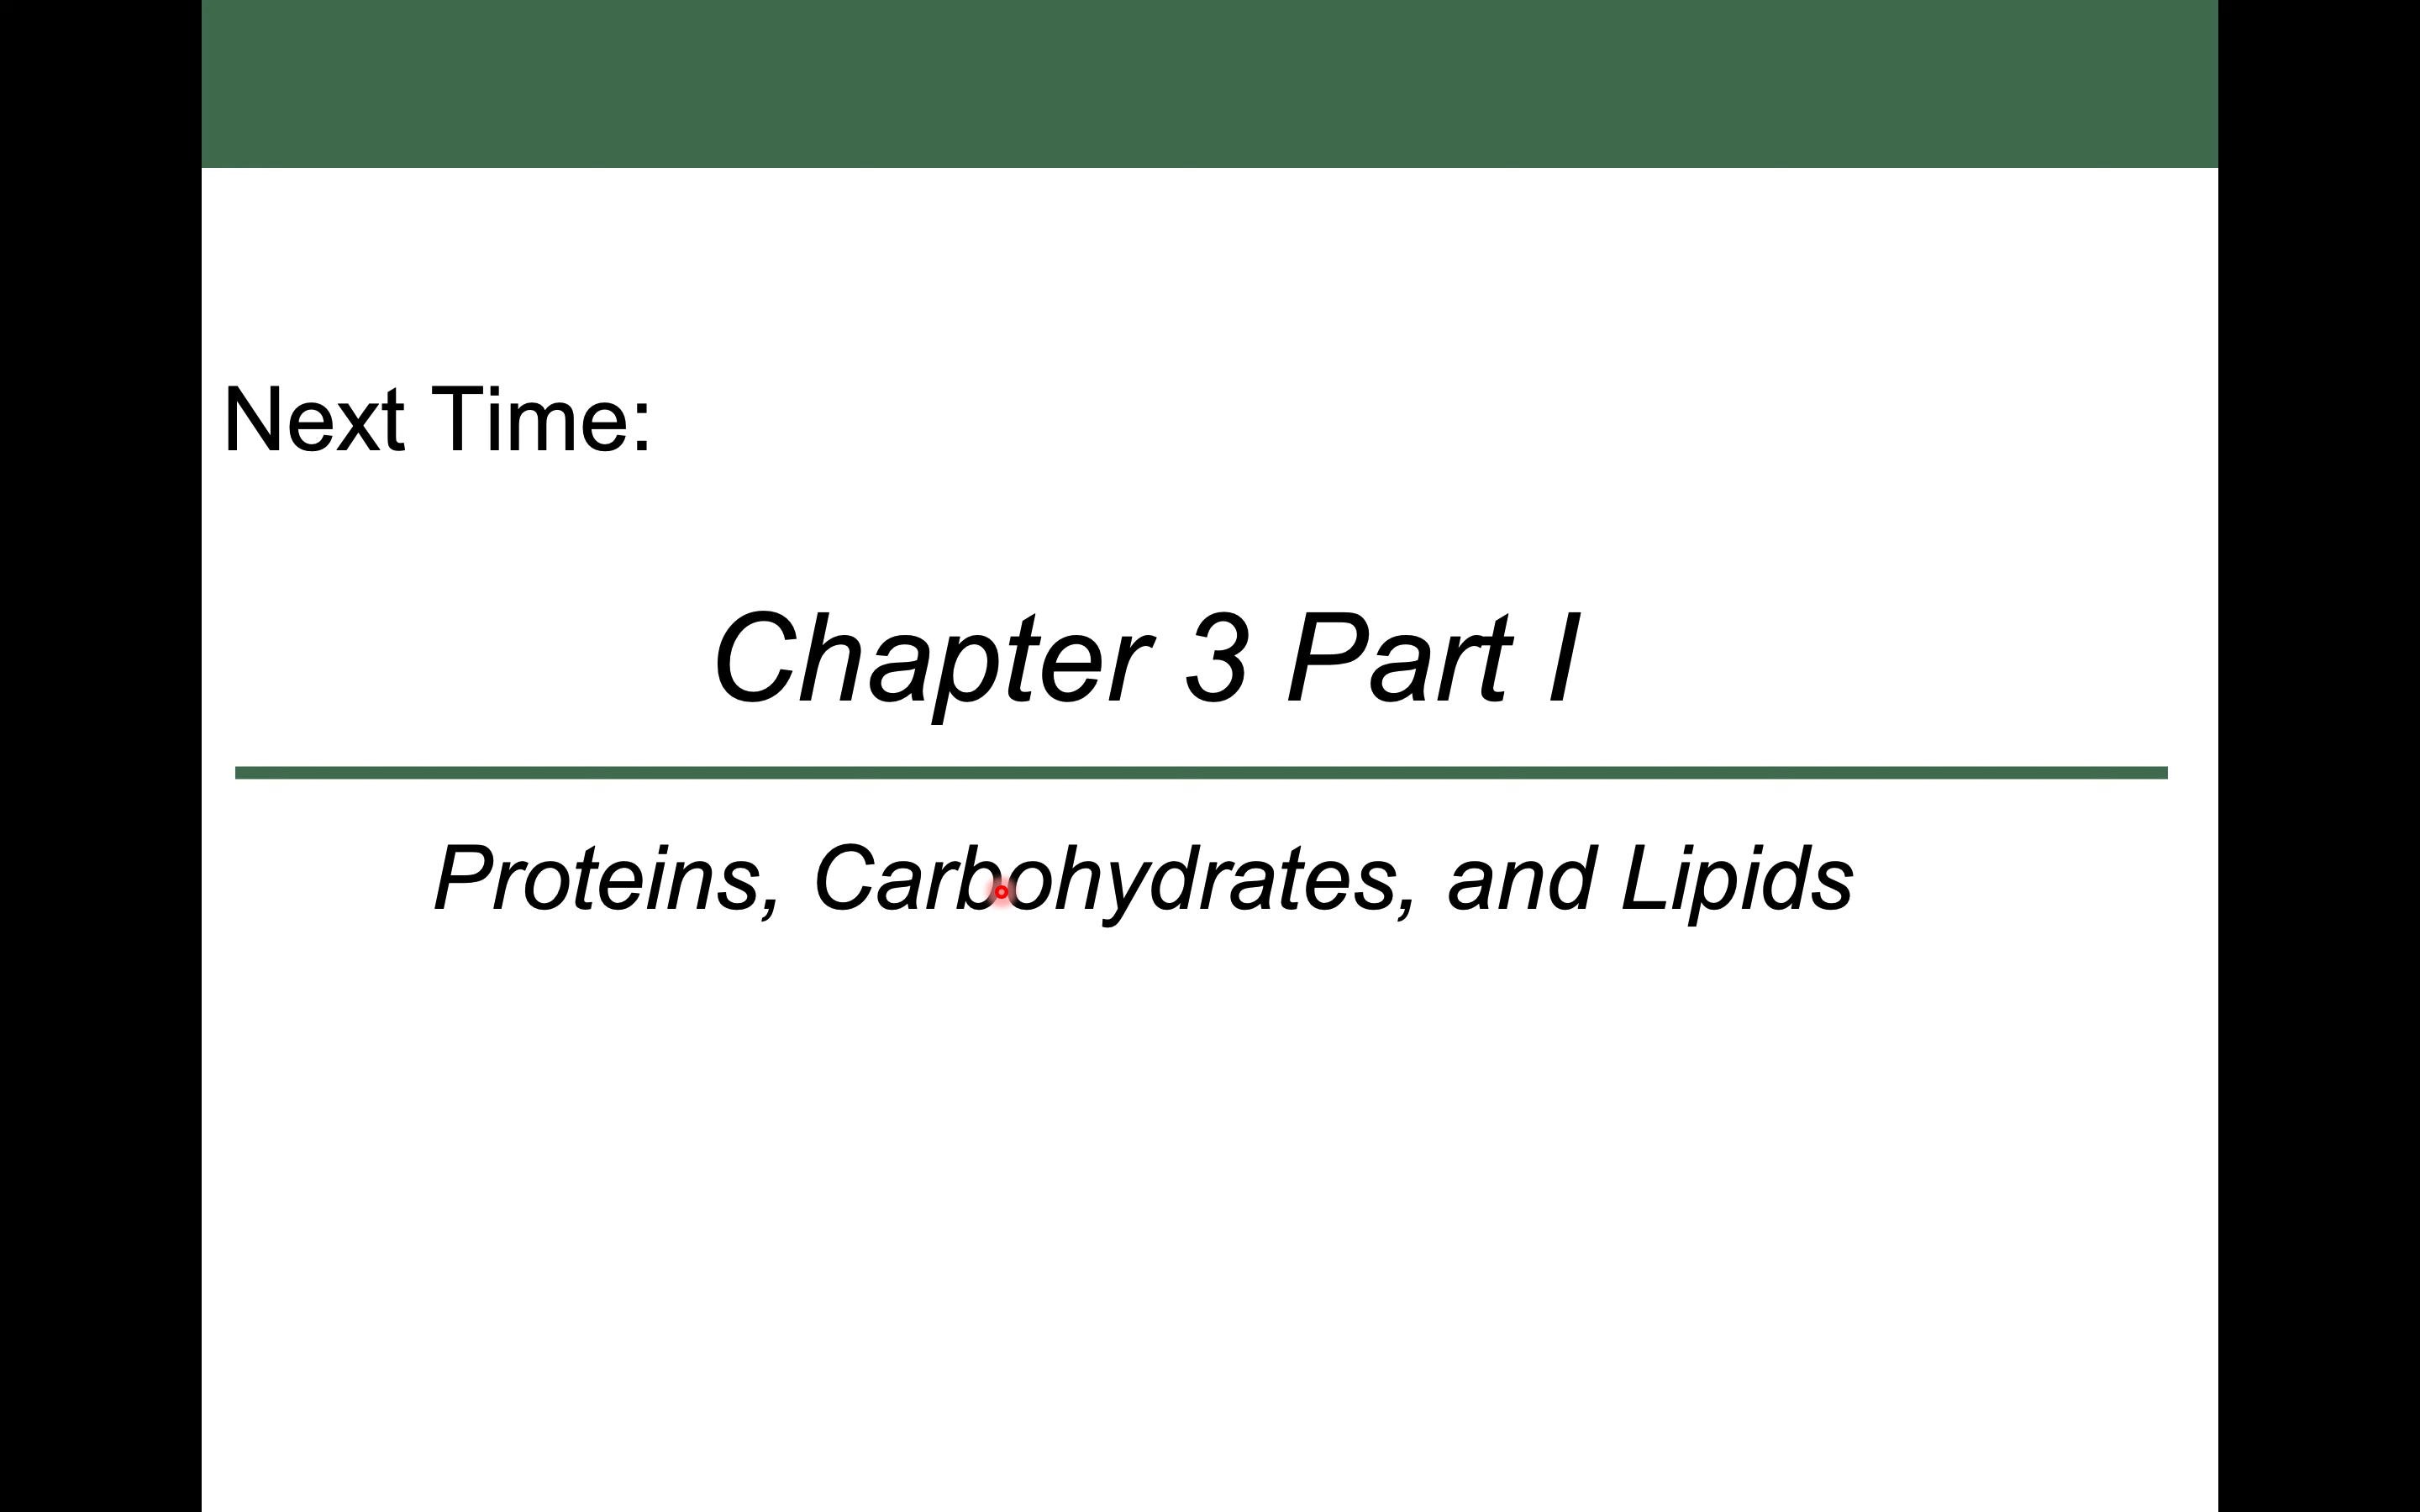 Next Time:
Chapter 3 Part I
Proteins, Carbohydrates, and Lipids